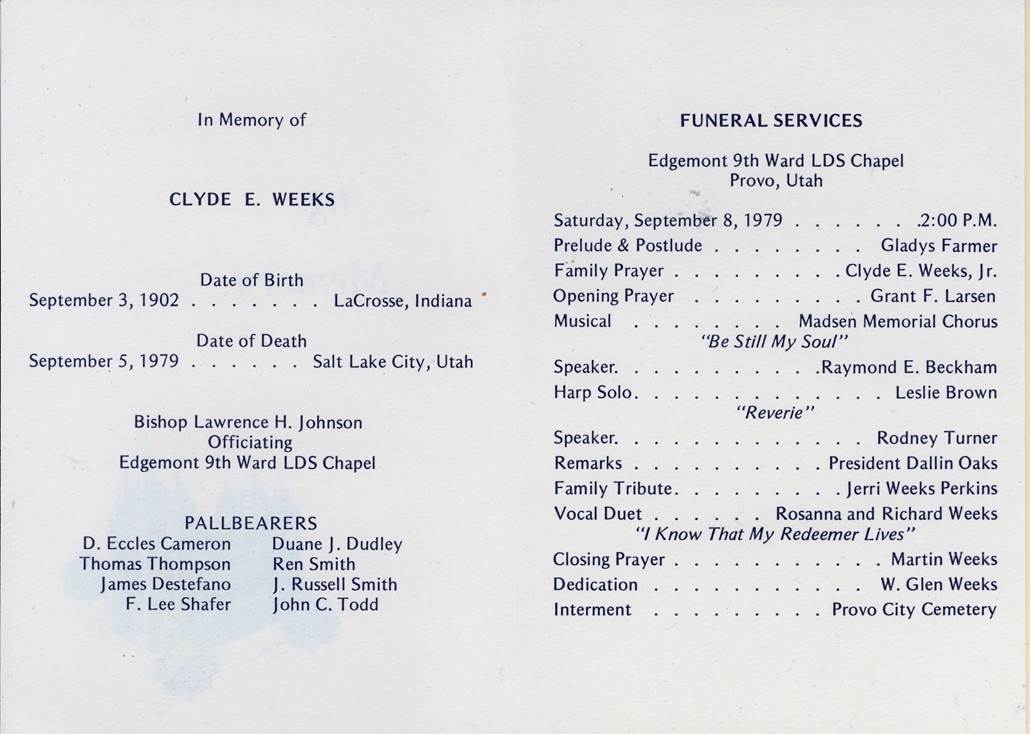 In Memory of
CLYDE E. WEEKS
Date of Birth
September 3, 1902 . . . . . . . . LaCrosse, Indiana
Date of Death
September 5, 1979 . . . . . . Salt Lake City, Utah
Bishop Lawrence H. Johnson
Officiating
Edgemont 9th Ward LDS Chapel
PALLBEARERS
D. Eccles Cameron Duane J. Dudley
Thomas Thompson Ren Smith
James Destefano J. Russell Smith
F. Lee Shafer John C. Todd
FUNERAL SERVICES
Edgemont 9th Ward LDS Chapel
Provo, Utah
Saturday, September 8, 1979 . . . . . . .2:00 P.M.
Prelude & Postlude . . . . . . . . Gladys Farmer
Family Prayer . . . . . . . . . Clyde E. Weeks, Jr.
Opening Prayer . . . . . . . . . Grant F. Larsen
Musical . . . . . . . . Madsen Memorial Chorus
"Be Still My Soul"
Speaker. . . . . . . . . . . .Raymond E. Beckham
Harp Solo. . . . . . . . . . . . . Leslie Brown
"Reverie"
Speaker. . . . . . . . . . . . . Rodney Turner
Remarks . . . . . . . . . . President Dallin Oaks
Family Tribute. . . . . . . . . Jerri Weeks Perkins
Vocal Duet . . . . . . Rosanna and Richard Weeks
"I Know That My Redeemer Lives"
Closing Prayer . . . . . . . . . . . Martin Weeks
Dedication . . . . . . . . . . . W. Glen Weeks
Interment . . . . . . . . . Provo City Cemetery